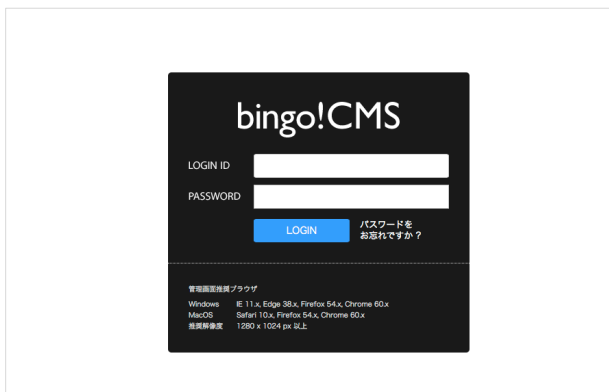 bingo!CMS
LOGIN ID
PASSWORD
LOGIN
パスワードを
お忘れですか？
管理画面推奨ブラウザ
Windows IE 11.x, Edge 38.x, Firefox 54.x, Chrome 60.x
MacOS Safari 10.x, Firefox 54.x, Chrome 60.x
推奨解像度 1280 x 1024 px 以上